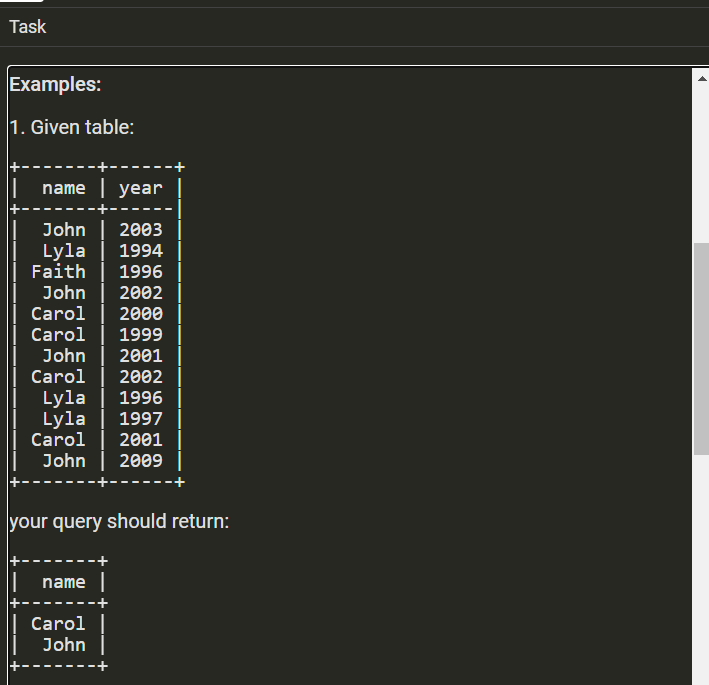 Task
Examples:
1. Given table:
+-------+------+
|  name | year |
+-------+------|
|  John | 2003 |
|  Lyla | 1994 |
| Faith | 1996 |
|  John | 2002 |
| Carol | 2000 |
| Carol | 1999 |
|  John | 2001 |
| Carol | 2002 |
|  Lyla | 1996 |
|  Lyla | 1997 |
| Carol | 2001 |
|  John | 2009 |
+-------+------+
your query should return:
+-------+
|  name |
+-------+
| Carol |
|  John |
+-------+